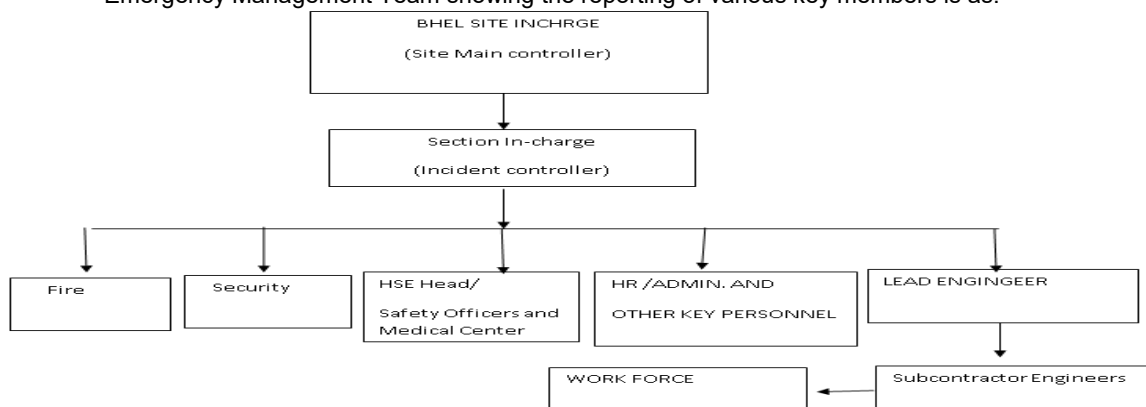 Emergency Management Team showing the reporting of various key members is as:
BHEL SITE INCHRGE
(Site Main controller)
Section In-charge
(Incident controller)
Fire
Security
HSE Head/
Safety Officers and
Medical Center
HR /ADMIN. AND
OTHER KEY PERSONNEL
LEAD ENGINGEER
WORK FORCE
Subcontractor Engineers